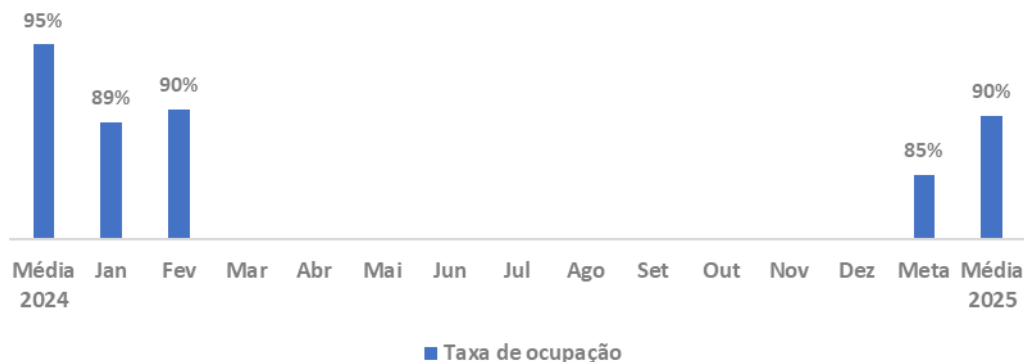 95%
89%
90%
85%
90%
Média 2024
Jan
Fev
Mar
Abr
Mai
Jun
Jul
Ago
Set
Out
Nov
Dez
Meta
Média 2025
Taxa de ocupação